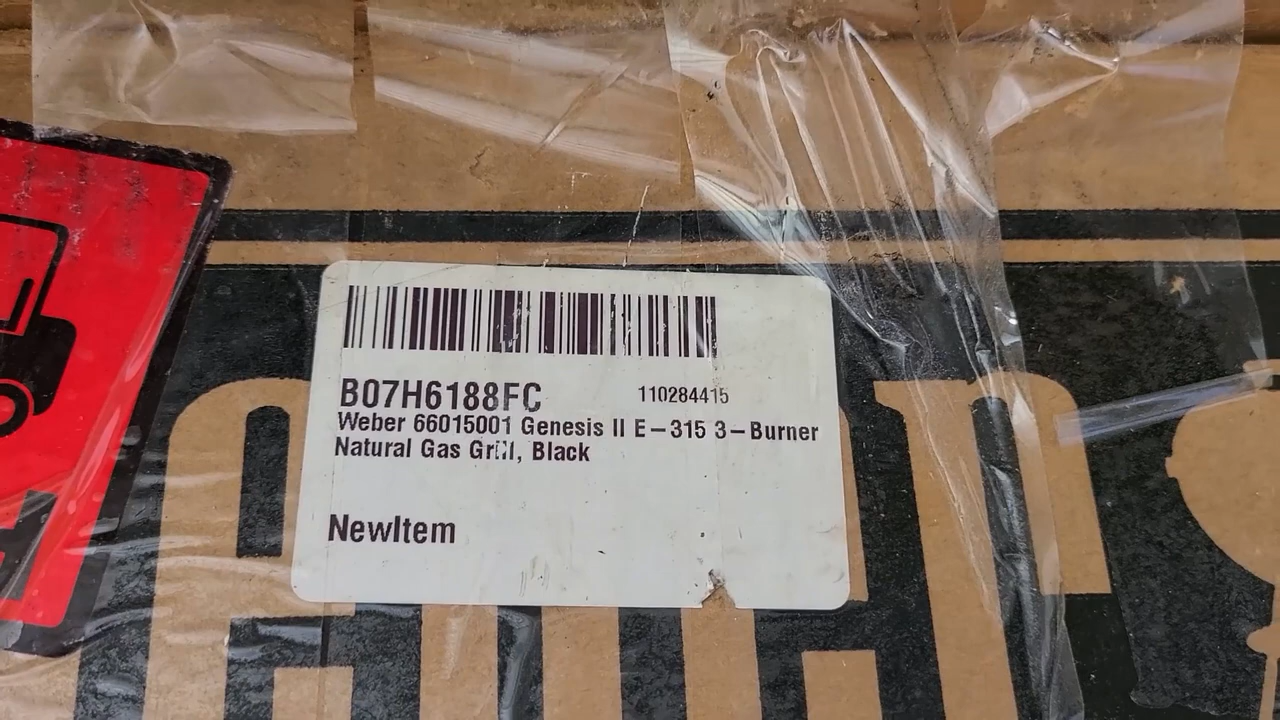 B07H6188FC 110284415
Weber 66015001 Genesis II E-315 3-Burner
Natural Gas Grill, Black
NewItem